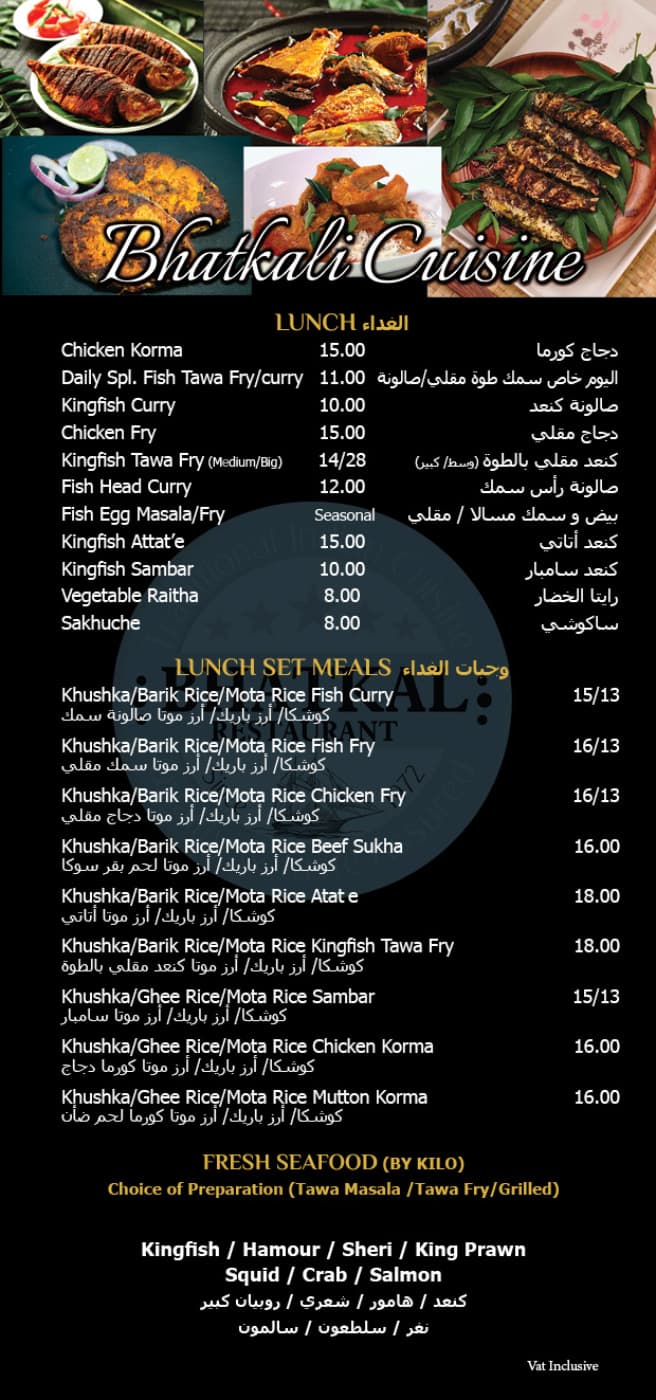 Bhatkali Cuisine
LUNCH الغداء
Chicken Korma 15.00 دجاج كورما
Daily Spl. Fish Tawa Fry/curry 11.00 اليوم خاص سمك طوة مقلي/صالونة
Kingfish Curry 10.00 صالونة كنعد
Chicken Fry 15.00 دجاج مقلي
Kingfish Tawa Fry (Medium/Big) 14/28 كنعد مقلي بالطوة (وسط/ كبير)
Fish Head Curry 12.00 صالونة رأس سمك
Fish Egg Masala/Fry Seasonal بيض و سمك مسالا / مقلي
Kingfish Attat’e 15.00 كنعد أتاتي
Kingfish Sambar 10.00 كنعد سامبار
Vegetable Raitha 8.00 رايتا الخضار
Sakhuche 8.00 ساكوشي
LUNCH SET MEALS وجبات الغداء
BHATKAL
RESTAURANT
Khushka/Barik Rice/Mota Rice Fish Curry 15/13
كوشكا/ أرز باريك/ أرز موتا صالونة سمك
Khushka/Barik Rice/Mota Rice Fish Fry 16/13
كوشكا/ أرز باريك/ أرز موتا سمك مقلي
Khushka/Barik Rice/Mota Rice Chicken Fry 16/13
كوشكا/ أرز باريك/ أرز موتا دجاج مقلي
Khushka/Barik Rice/Mota Rice Beef Sukha 16.00
كوشكا/ أرز باريك/ أرز موتا لحم بقر سوكا
Khushka/Barik Rice/Mota Rice Atat e 18.00
كوشكا/ أرز باريك/ أرز موتا أتاتي
Khushka/Barik Rice/Mota Rice Kingfish Tawa Fry 18.00
كوشكا/ أرز باريك/ أرز موتا كنعد مقلي بالطوة
Khushka/Ghee Rice/Mota Rice Sambar 15/13
كوشكا/ أرز باريك/ أرز موتا سامبار
Khushka/Ghee Rice/Mota Rice Chicken Korma 16.00
كوشكا/ أرز باريك/ أرز موتا كورما دجاج
Khushka/Ghee Rice/Mota Rice Mutton Korma 16.00
كوشكا/ أرز باريك/ أرز موتا كورما لحم ضأن
FRESH SEAFOOD (BY KILO)
Choice of Preparation (Tawa Masala /Tawa Fry/Grilled)
Kingfish / Hamour / Sheri / King Prawn
Squid / Crab / Salmon
كنعد / هامور / شعري / روبيان كبير
نغر / سلطعون / سالمون
Vat Inclusive